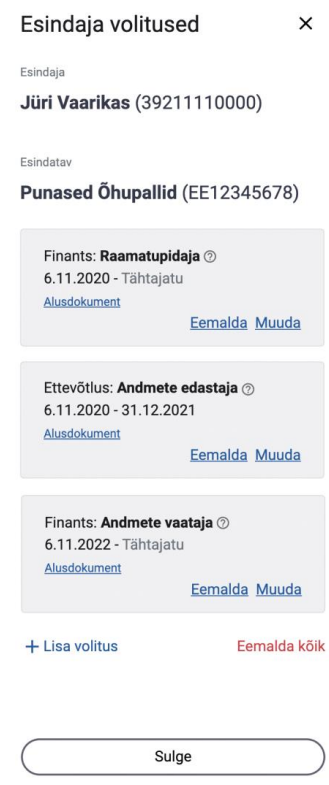 Esindaja volitused
Esindaja
Jüri Vaarikas (39211110000)
Esindatav
Punased Õhupallid (EE12345678)
Finants: Raamatupidaja
6.11.2020 - Tähtajatu
Alusdokument
Eemalda Muuda
Ettevõtlus: Andmete edastaja
6.11.2020 - 31.12.2021
Alusdokument
Eemalda Muuda
Finants: Andmete vaataja
6.11.2022 - Tähtajatu
Alusdokument
Eemalda Muuda
+ Lisa volitus Eemalda kõik
Sulge